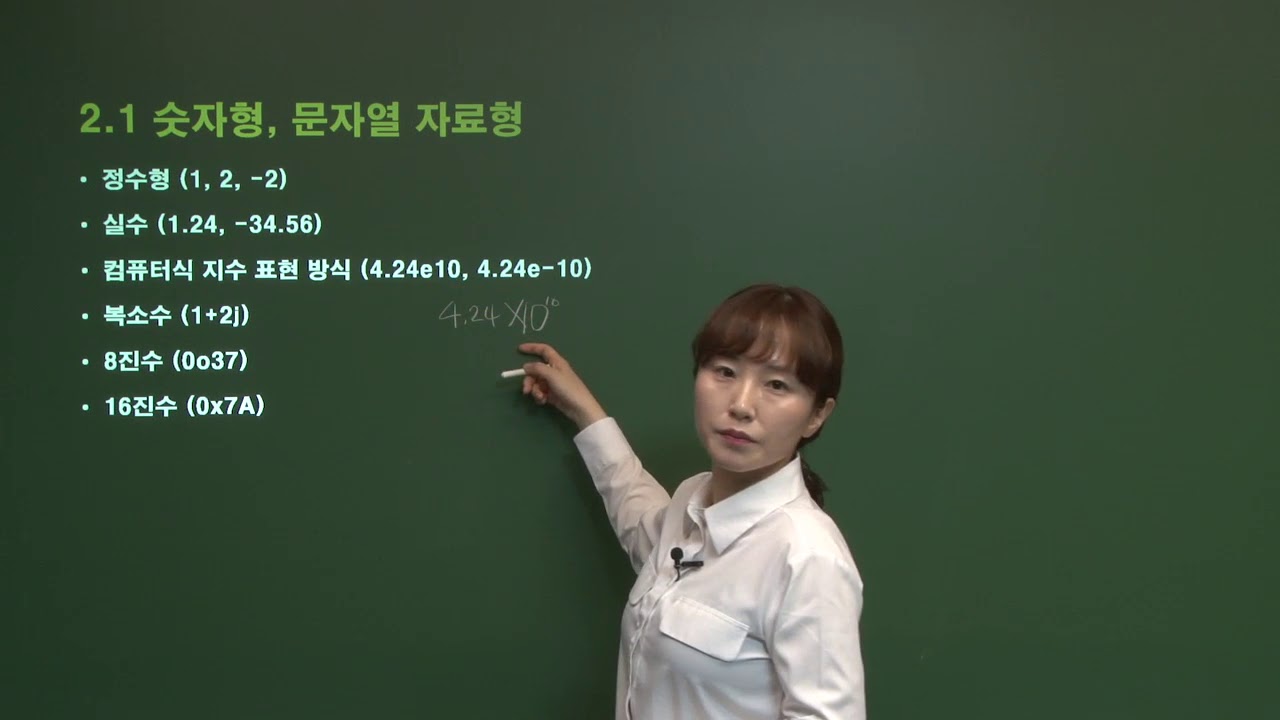 2.1 숫자형, 문자열 자료형
• 정수형 (1, 2, -2)
• 실수 (1.24, -34.56)
• 컴퓨터식 지수 표현 방식 (4.24e10, 4.24e-10)
• 복소수 (1+2j)
4.24 X10¹⁰
• 8진수 (0o37)
• 16진수 (0x7A)